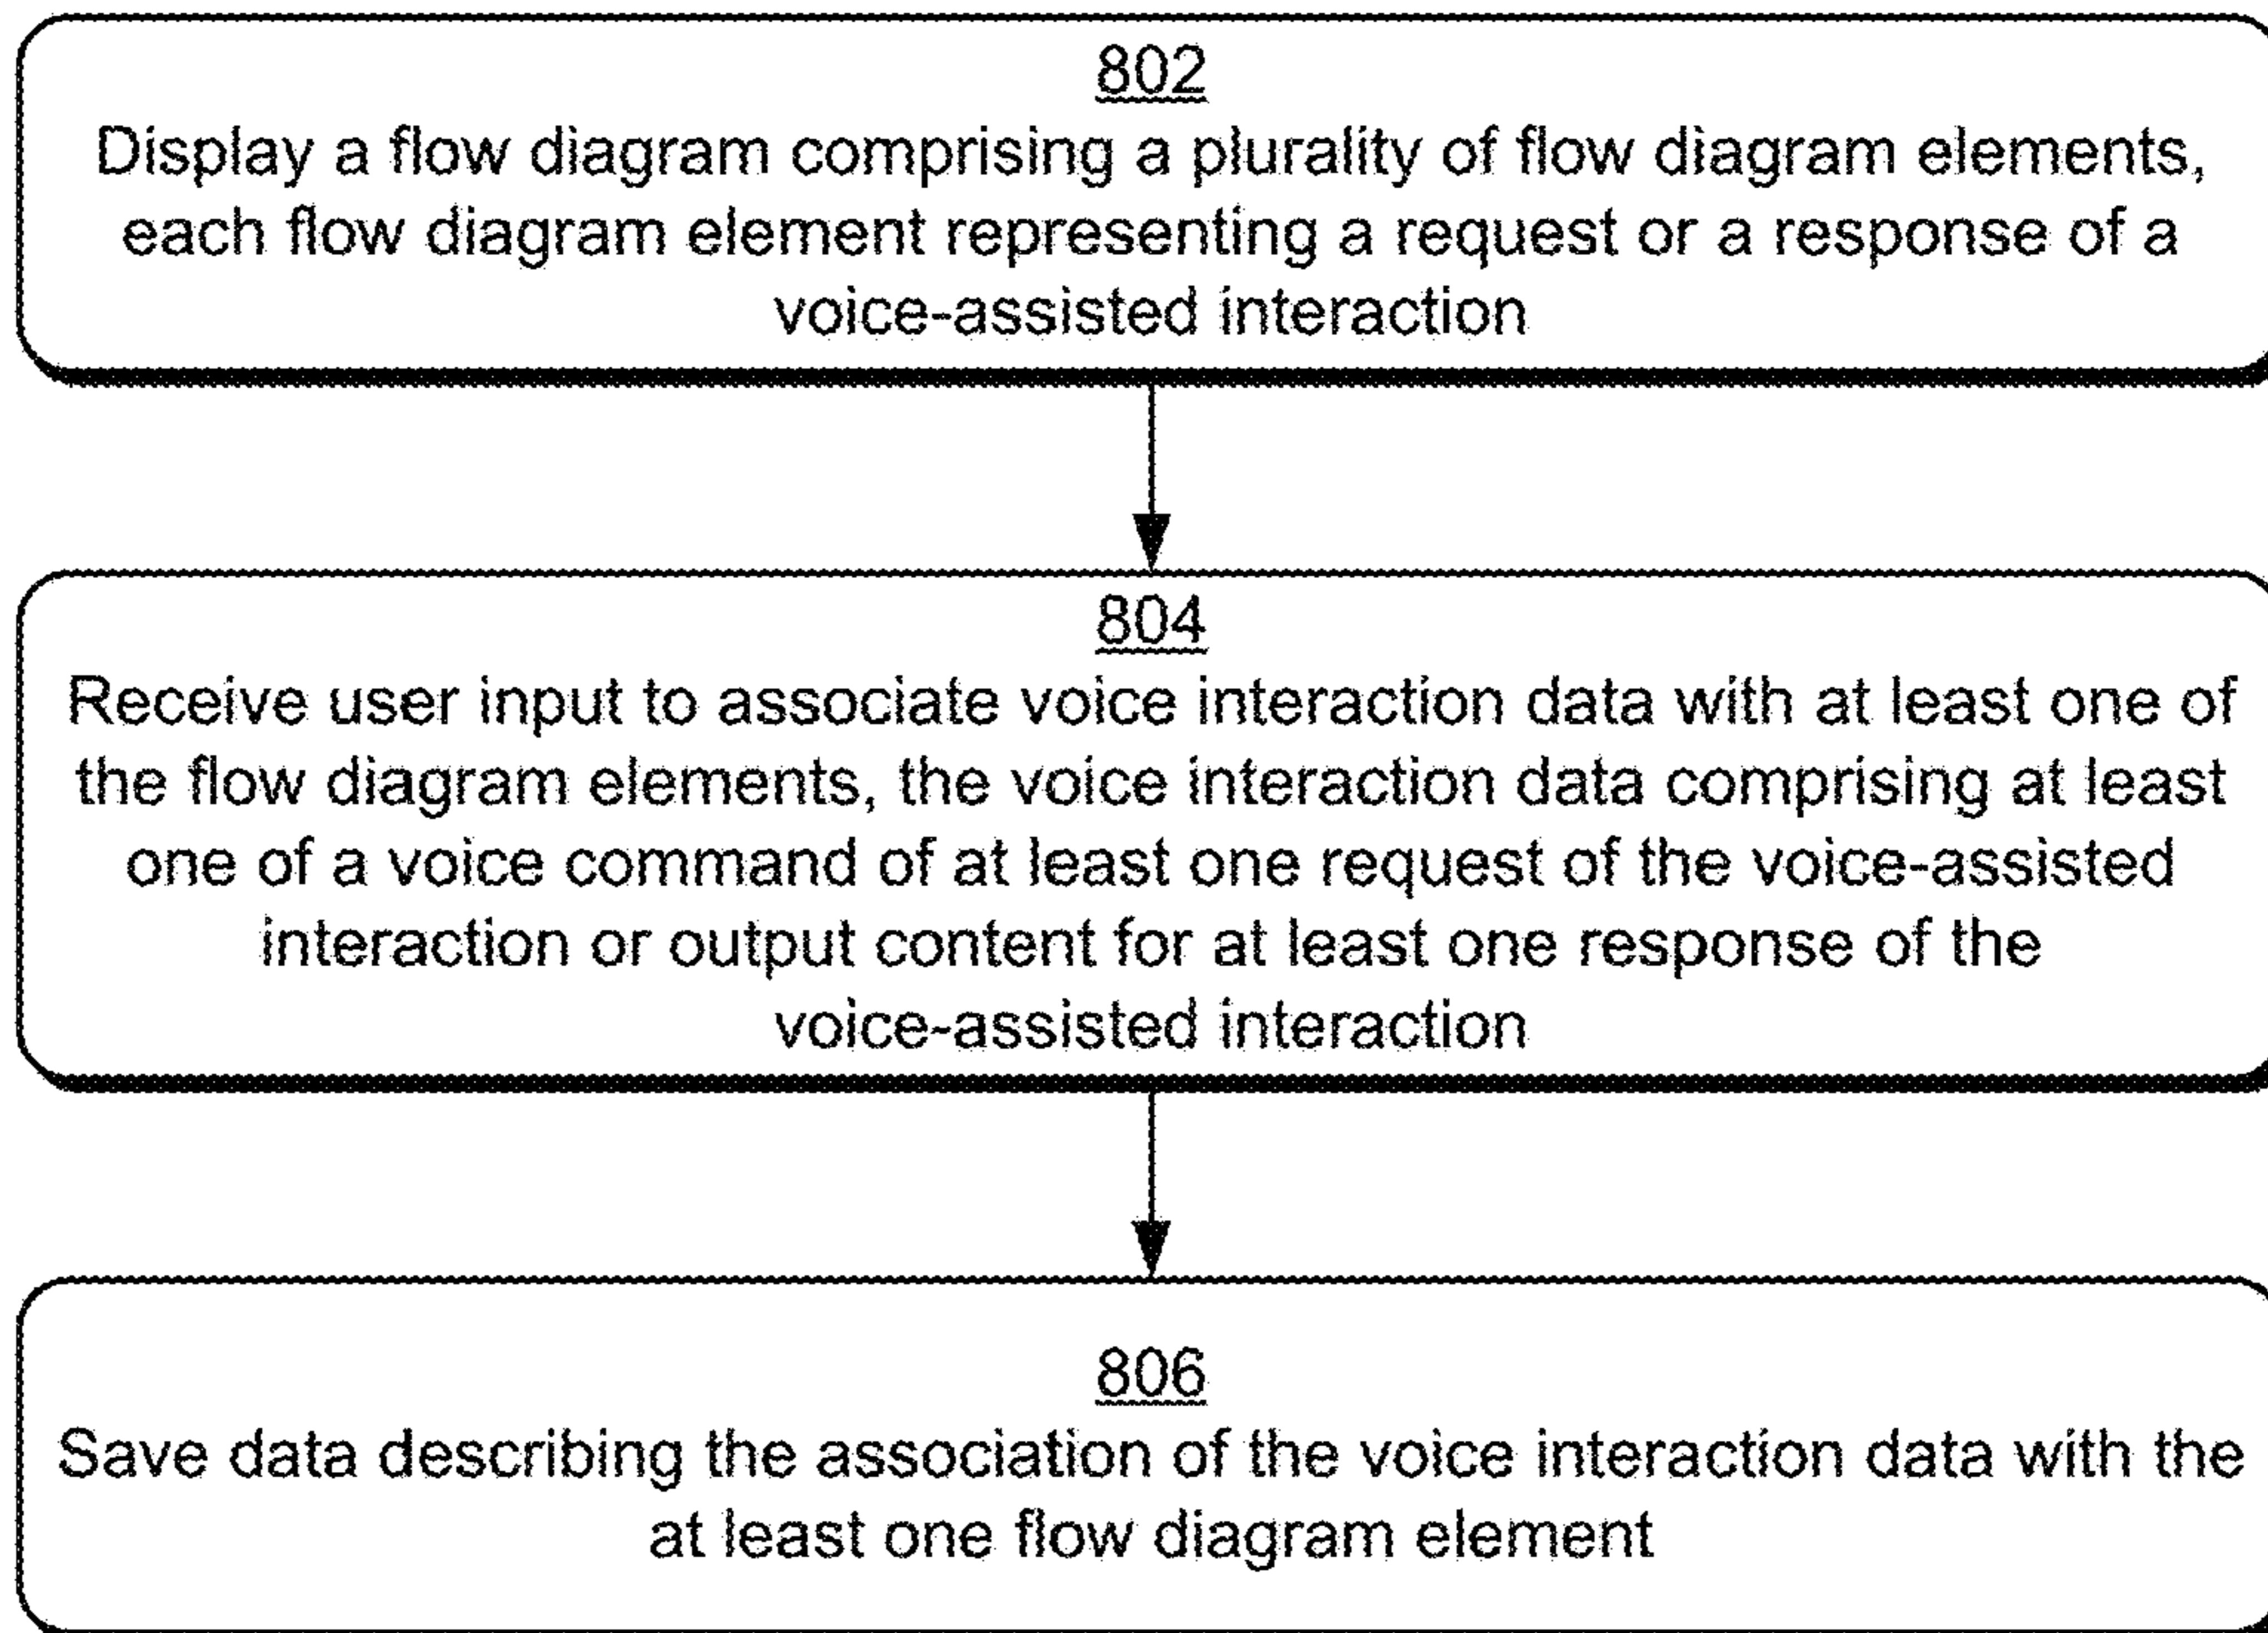 802
Display a flow diagram comprising a plurality of flow diagram elements,
each flow diagram element representing a request or a response of a
voice-assisted interaction
804
Receive user input to associate voice interaction data with at least one of
the flow diagram elements, the voice interaction data comprising at least
one of a voice command of at least one request of the voice-assisted
interaction or output content for at least one response of the
voice-assisted interaction
806
Save data describing the association of the voice interaction data with the
at least one flow diagram element